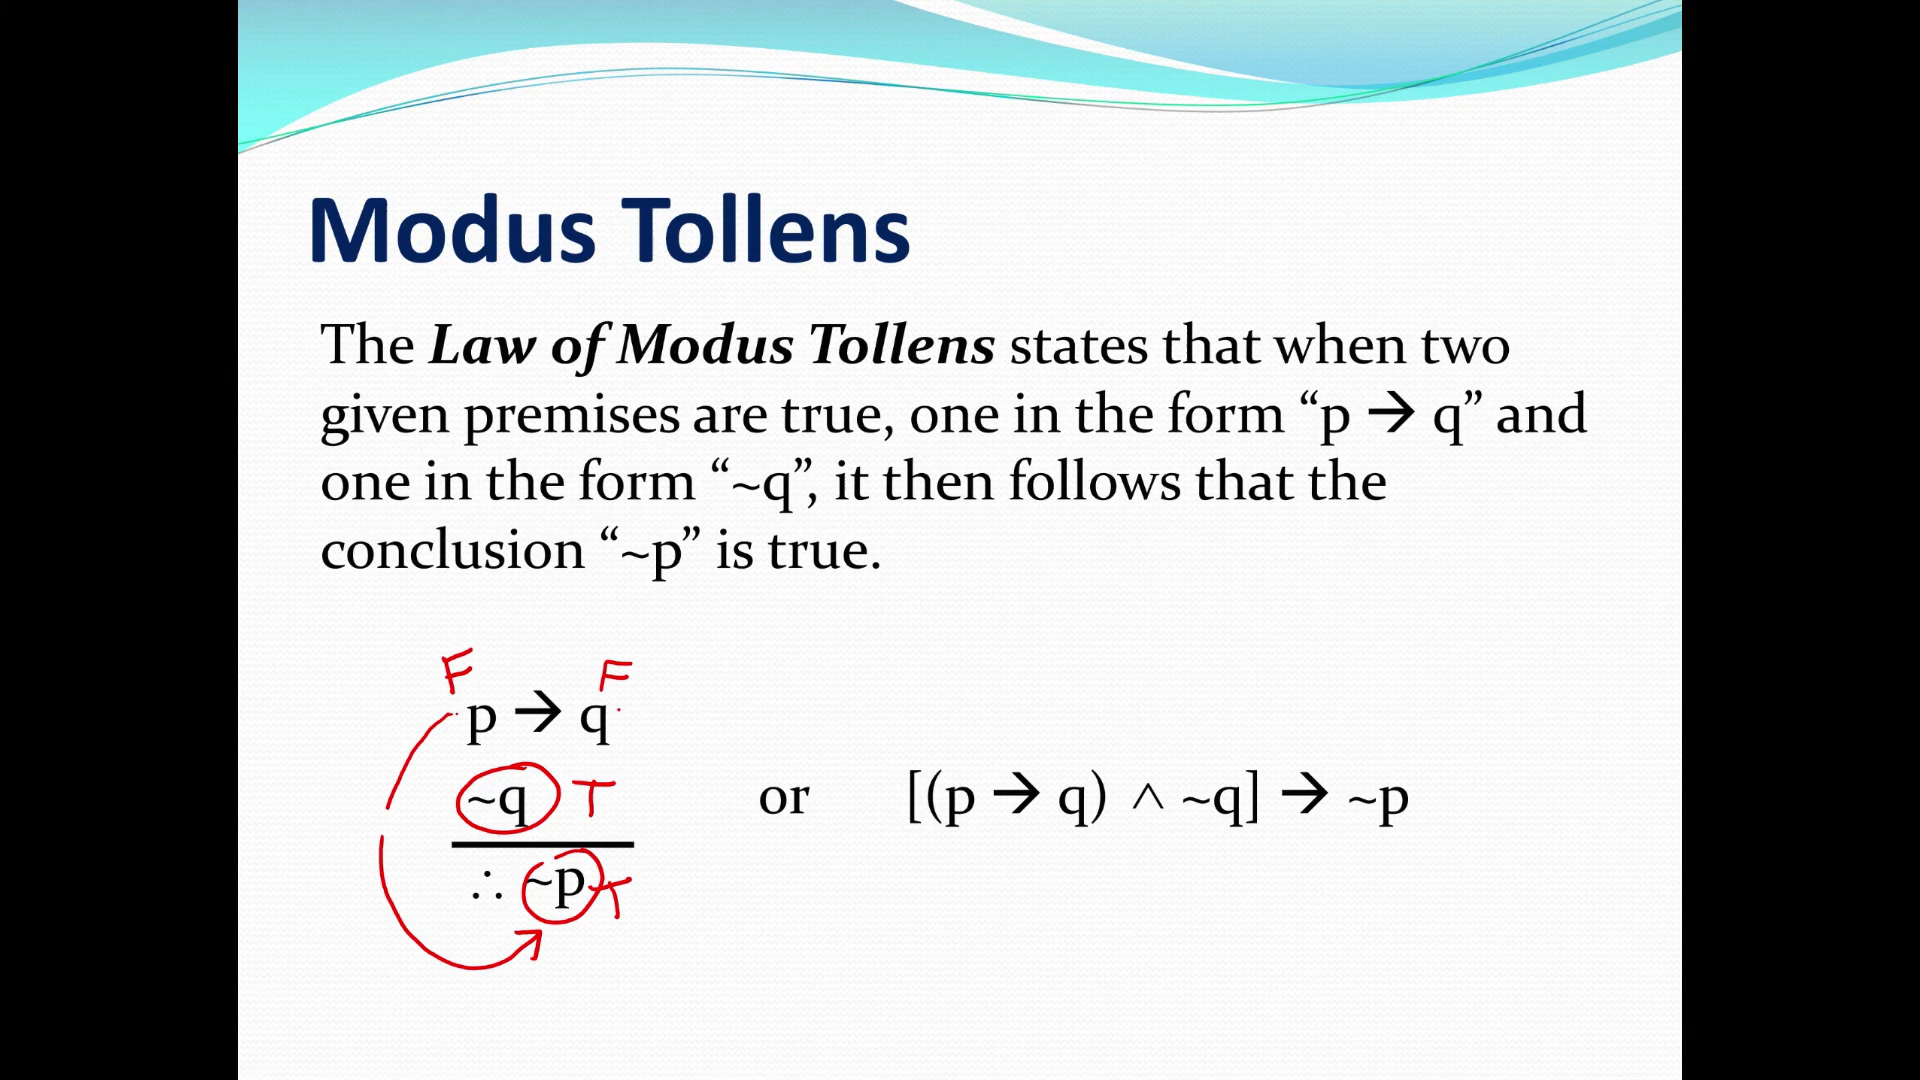 Modus Tollens
The Law of Modus Tollens states that when two
given premises are true, one in the form “p → q” and
one in the form “~q”, it then follows that the
conclusion “~p” is true.
F F
p → q
~q T or [(p → q) ∧ ~q] → ~p
∴ ~p T